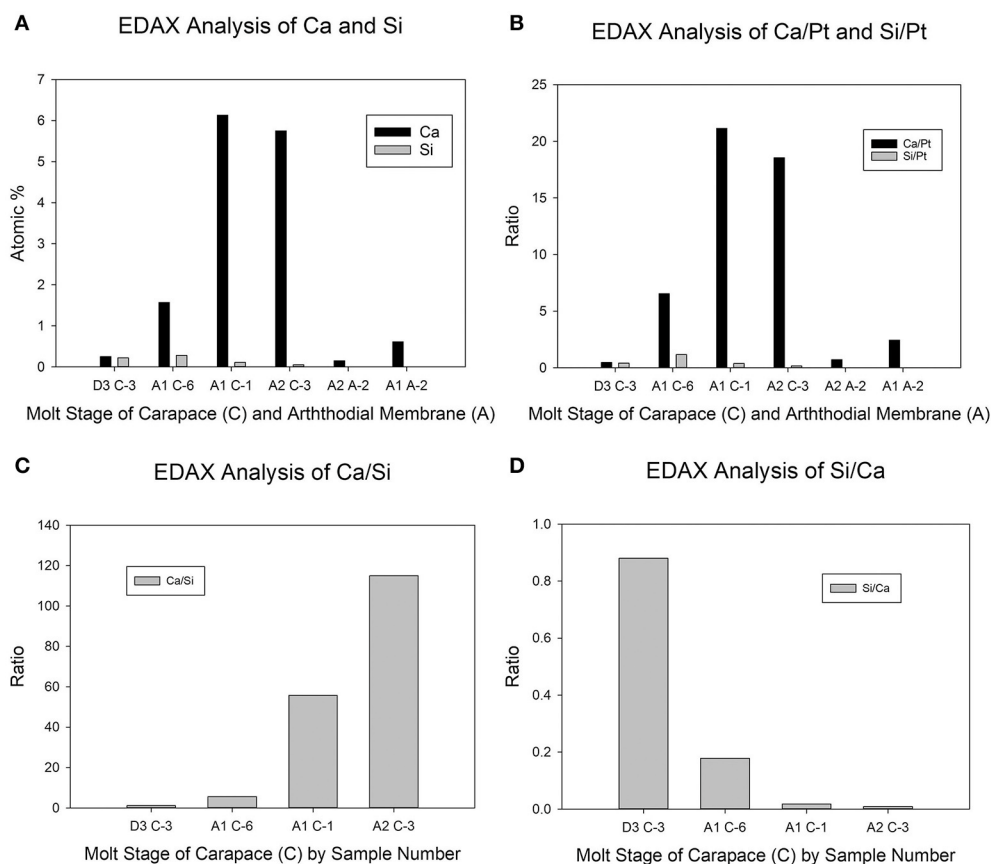 A
EDAX Analysis of Ca and Si
7
6
5
4
3
2
1
0
Atomic %
Ca
Si
D3 C-3 A1 C-6 A1 C-1 A2 C-3 A2 A-2 A1 A-2
Molt Stage of Carapace (C) and Arththodial Membrane (A)
B
EDAX Analysis of Ca/Pt and Si/Pt
25
20
15
10
5
0
Ratio
Ca/Pt
Si/Pt
D3 C-3 A1 C-6 A1 C-1 A2 C-3 A2 A-2 A1 A-2
Molt Stage of Carapace (C) and Arththodial Membrane (A)
C
EDAX Analysis of Ca/Si
140
120
100
80
60
40
20
0
Ratio
Ca/Si
D3 C-3 A1 C-6 A1 C-1 A2 C-3
Molt Stage of Carapace (C) by Sample Number
D
EDAX Analysis of Si/Ca
1.0
0.8
0.6
0.4
0.2
0.0
Ratio
Si/Ca
D3 C-3 A1 C-6 A1 C-1 A2 C-3
Molt Stage of Carapace (C) by Sample Number